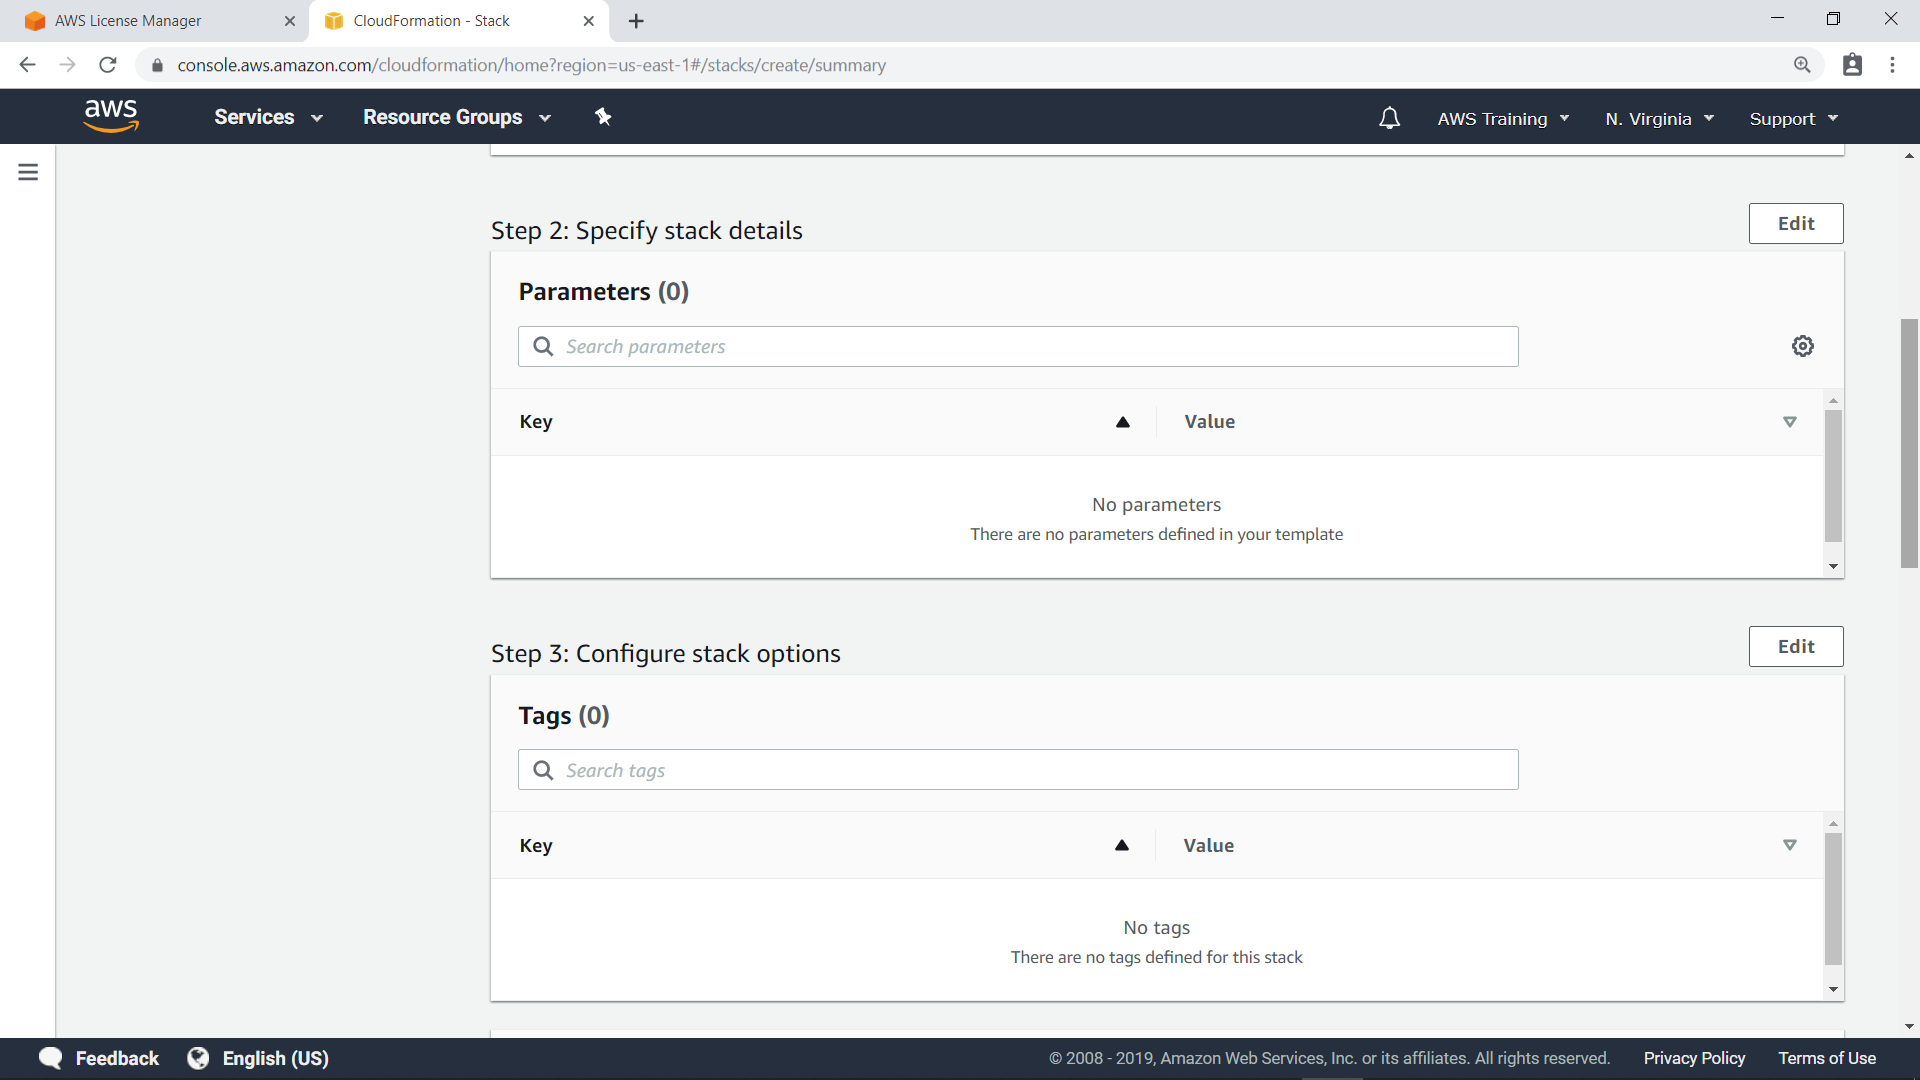 AWS License Manager
CloudFormation - Stack
console.aws.amazon.com/cloudformation/home?region=us-east-1#/stacks/create/summary
aws
Services
Resource Groups
AWS Training
N. Virginia
Support
Step 2: Specify stack details
Edit
Parameters (0)
Search parameters
Key
Value
No parameters
There are no parameters defined in your template
Step 3: Configure stack options
Edit
Tags (0)
Search tags
Key
Value
No tags
There are no tags defined for this stack
Feedback
English (US)
© 2008 - 2019, Amazon Web Services, Inc. or its affiliates. All rights reserved.
Privacy Policy
Terms of Use